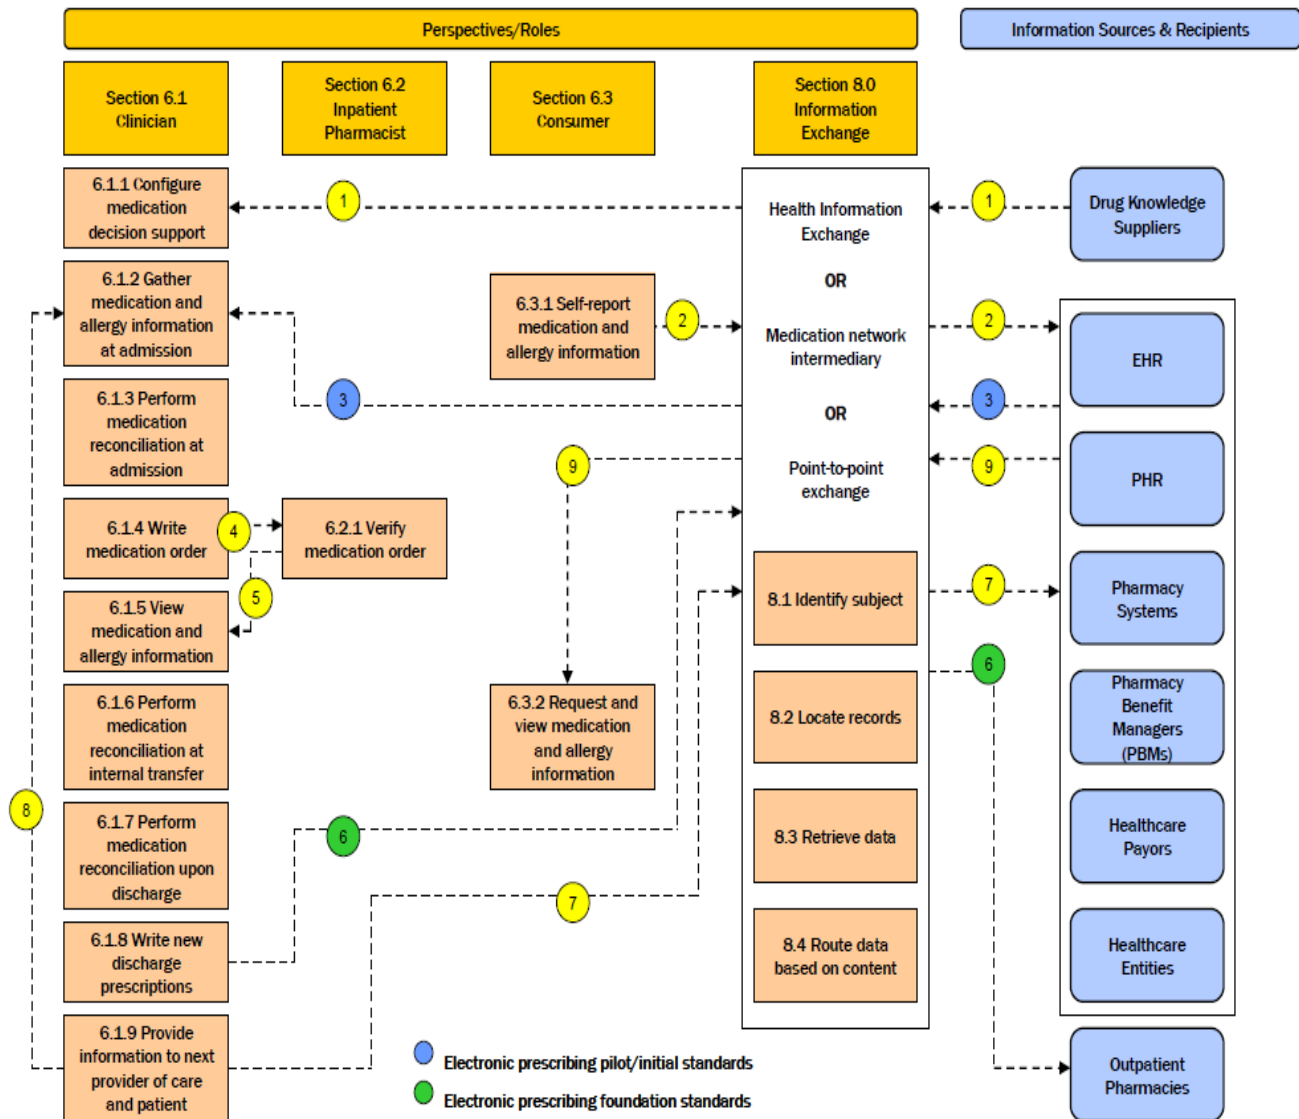 Perspectives/Roles
Information Sources & Recipients
Section 6.1
Clinician
Section 6.2
Inpatient
Pharmacist
Section 6.3
Consumer
Section 8.0
Information
Exchange
6.1.1 Configure
medication
decision support
1
Health Information
Exchange
1
Drug Knowledge
Suppliers
6.1.2 Gather
medication and
allergy information
at admission
6.3.1 Self-report
medication and
allergy information
2
OR
Medication network
intermediary
2
EHR
6.1.3 Perform
medication
reconciliation at
admission
3
OR
3
9
Point-to-point
exchange
9
PHR
6.1.4 Write
medication order
4
6.2.1 Verify
medication order
5
6.1.5 View
medication and
allergy information
8.1 Identify subject
7
Pharmacy
Systems
6
6.1.6 Perform
medication
reconciliation at
internal transfer
6.3.2 Request and
view medication
and allergy
information
8.2 Locate records
Pharmacy
Benefit
Managers
(PBMs)
8
6.1.7 Perform
medication
reconciliation upon
discharge
6
8.3 Retrieve data
Healthcare
Payors
7
6.1.8 Write new
discharge
prescriptions
8.4 Route data
based on content
Healthcare
Entities
6.1.9 Provide
information to next
provider of care
and patient
Electronic prescribing pilot/initial standards
Electronic prescribing foundation standards
Outpatient
Pharmacies